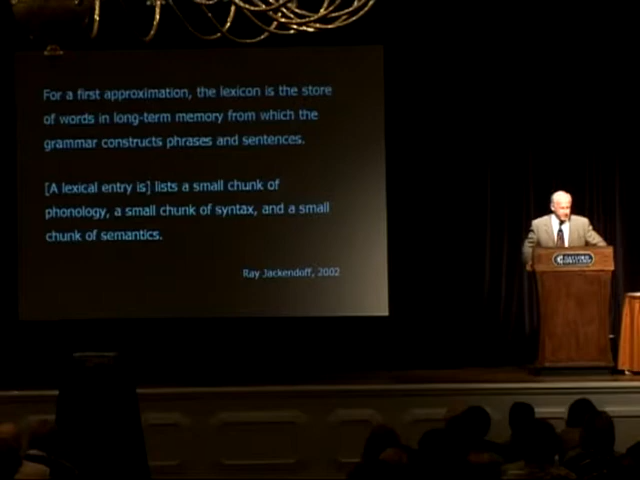 For a first approximation, the lexicon is the store
of words in long-term memory from which the
grammar constructs phrases and sentences.
[A lexical entry is] lists a small chunk of
phonology, a small chunk of syntax, and a small
chunk of semantics.
Ray Jackendoff, 2002